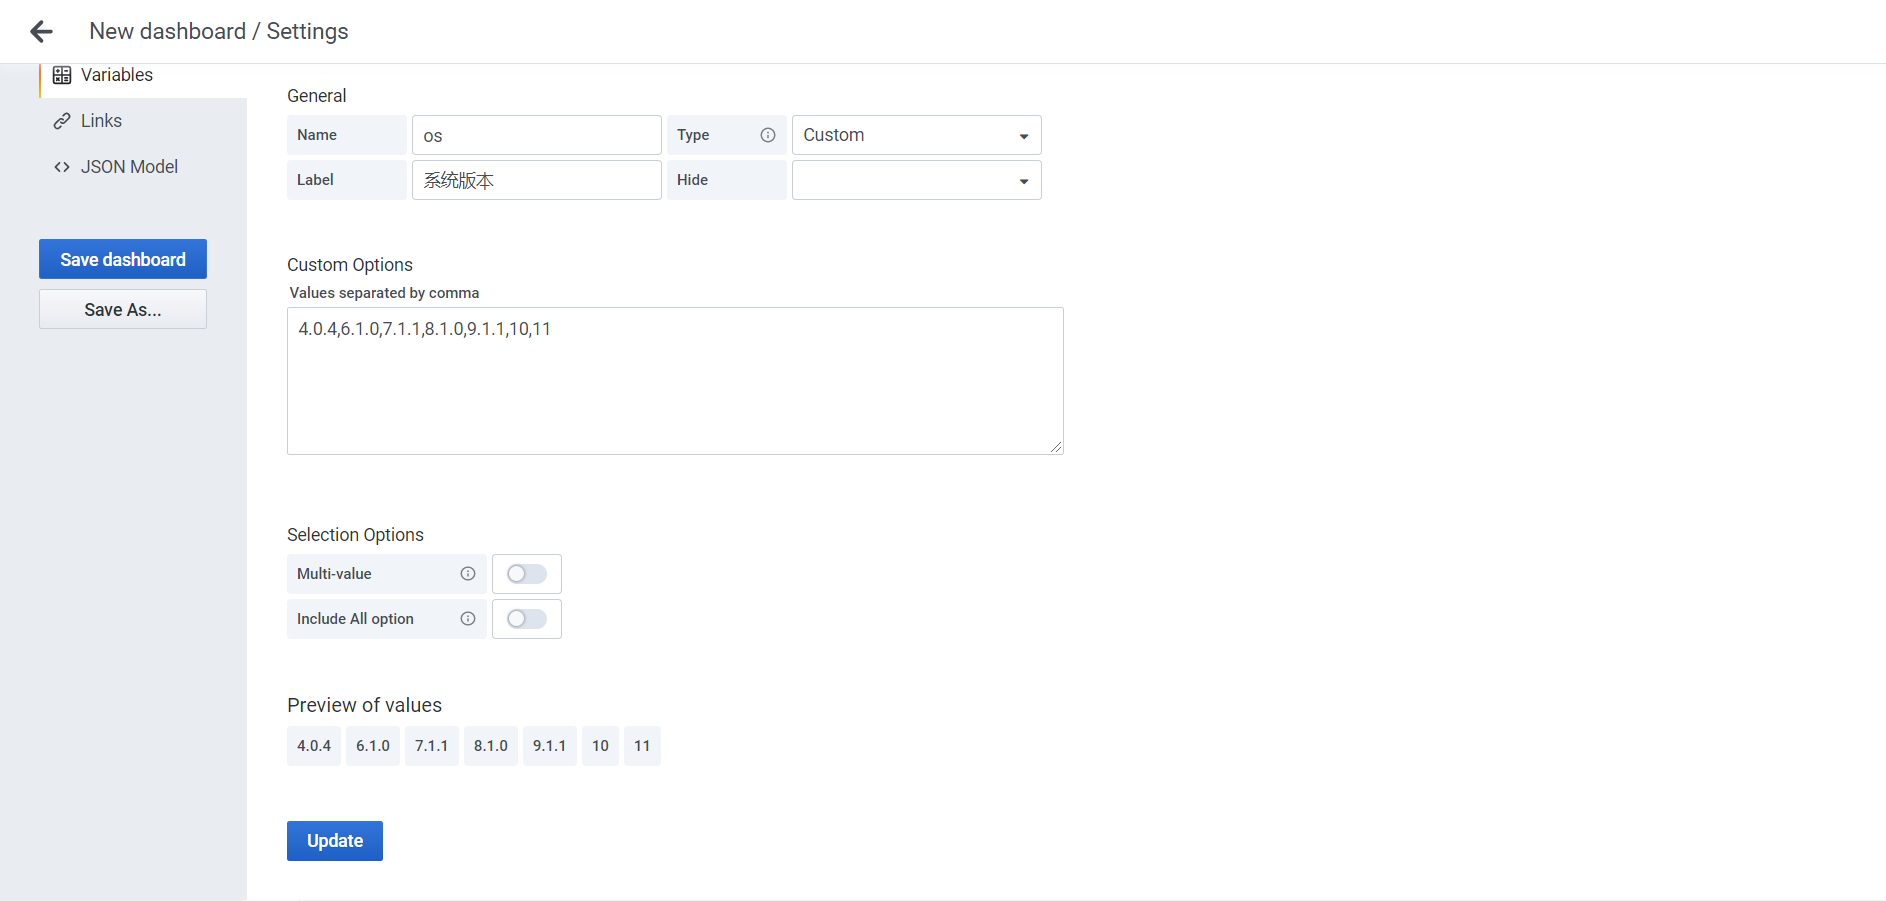 New dashboard / Settings
Variables
Links
JSON Model
Save dashboard
Save As...
General
Name os Type Custom
Label 系统版本 Hide
Custom Options
Values separated by comma
4.0.4,6.1.0,7.1.1,8.1.0,9.1.1,10,11
Selection Options
Multi-value
Include All option
Preview of values
4.0.4 6.1.0 7.1.1 8.1.0 9.1.1 10 11
Update